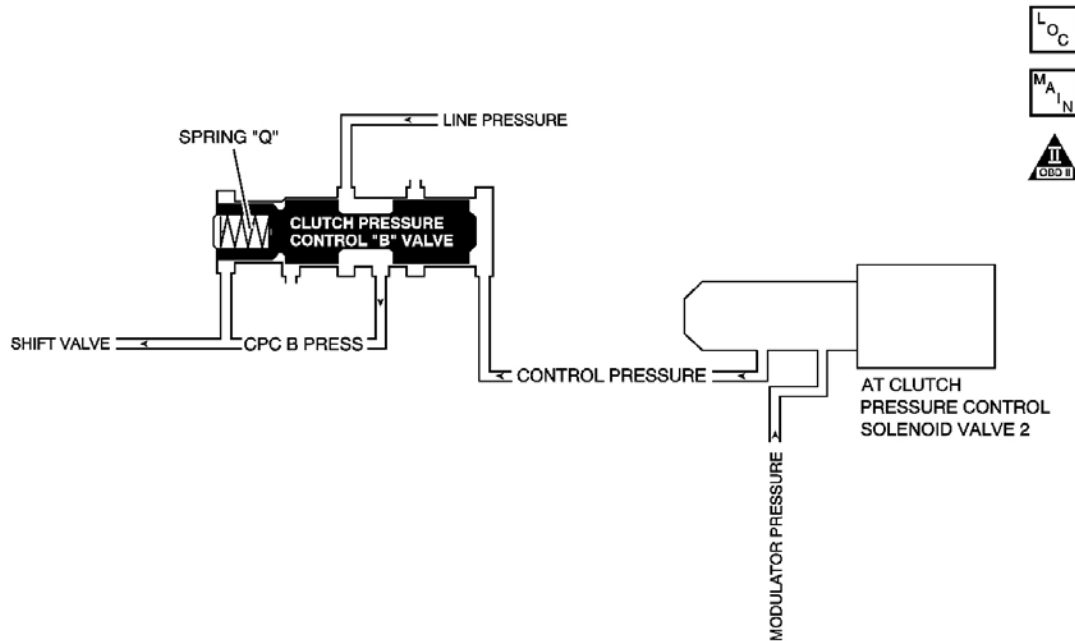 LOC
MAIN
II
OBD II
LINE PRESSURE
SPRING "Q"
CLUTCH PRESSURE
CONTROL "B" VALVE
SHIFT VALVE
CPC B PRESS
CONTROL PRESSURE
AT CLUTCH
PRESSURE CONTROL
SOLENOID VALVE 2
MODULATOR PRESSURE